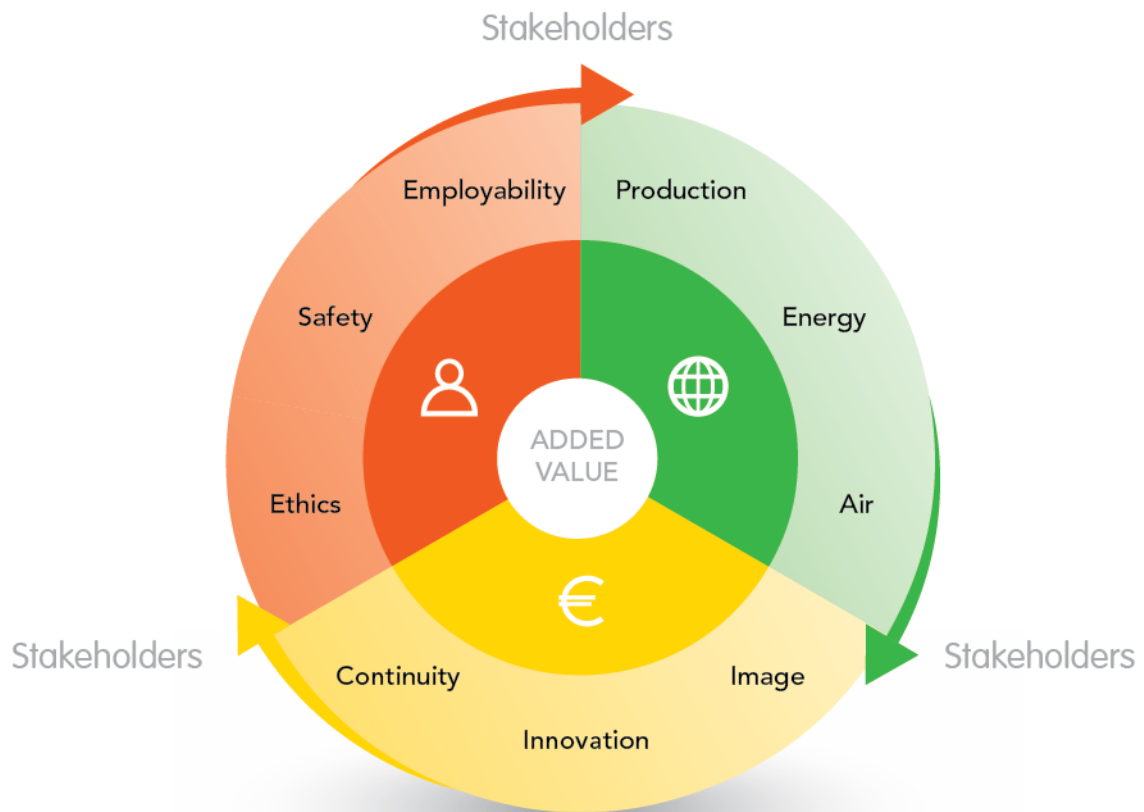 Stakeholders
Employability
Production
Safety
Energy
ADDED
VALUE
Ethics
Air
€
Stakeholders
Stakeholders
Continuity
Image
Innovation